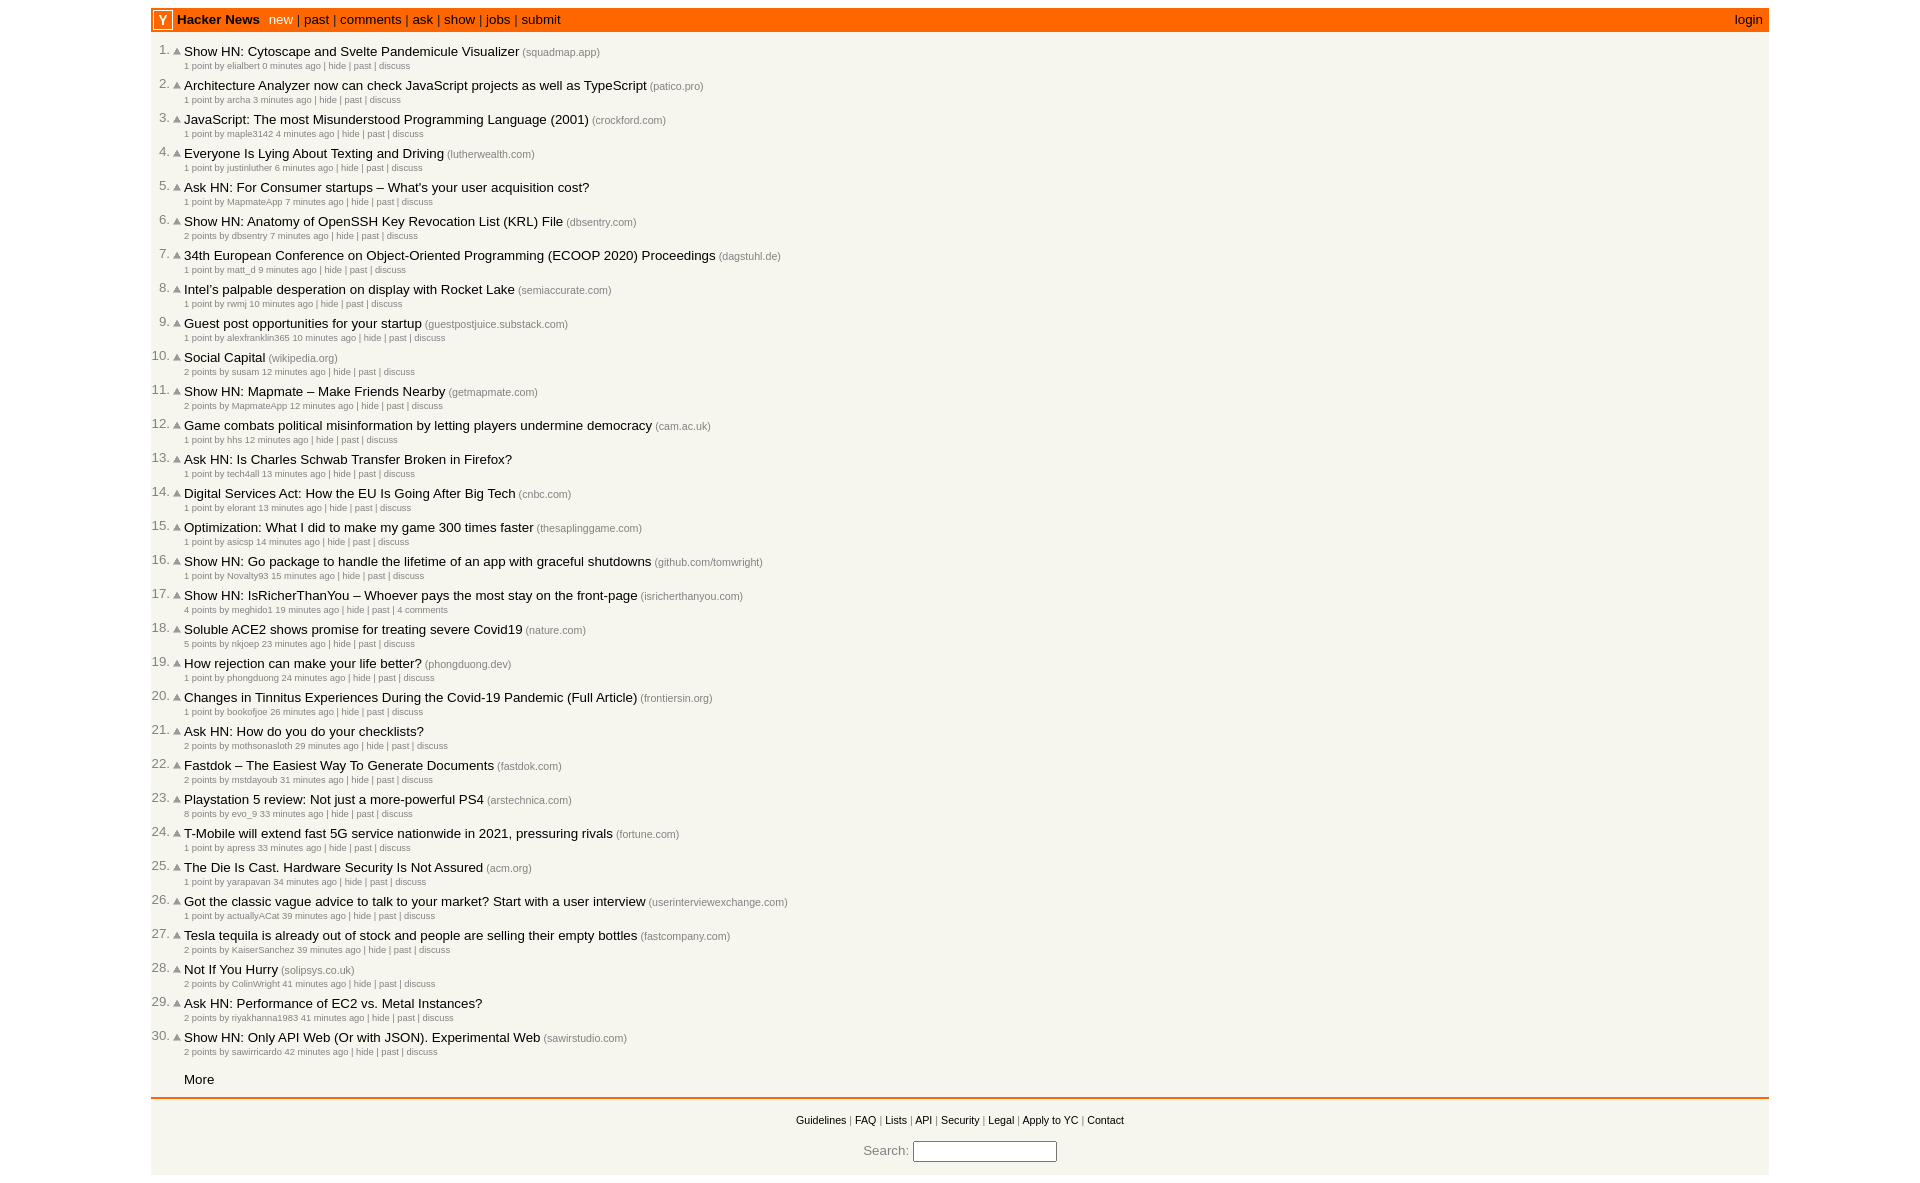 Y Hacker News new | past | comments | ask | show | jobs | submit login
1. Show HN: Cytoscape and Svelte Pandemicule Visualizer (squadmap.app)
1 point by elialbert 0 minutes ago | hide | past | discuss
2. Architecture Analyzer now can check JavaScript projects as well as TypeScript (patico.pro)
1 point by archa 3 minutes ago | hide | past | discuss
3. JavaScript: The most Misunderstood Programming Language (2001) (crockford.com)
1 point by maple3142 4 minutes ago | hide | past | discuss
4. Everyone Is Lying About Texting and Driving (lutherwealth.com)
1 point by justinluther 6 minutes ago | hide | past | discuss
5. Ask HN: For Consumer startups – What's your user acquisition cost?
1 point by MapmateApp 7 minutes ago | hide | past | discuss
6. Show HN: Anatomy of OpenSSH Key Revocation List (KRL) File (dbsentry.com)
2 points by dbsentry 7 minutes ago | hide | past | discuss
7. 34th European Conference on Object-Oriented Programming (ECOOP 2020) Proceedings (dagstuhl.de)
1 point by matt_d 9 minutes ago | hide | past | discuss
8. Intel’s palpable desperation on display with Rocket Lake (semiaccurate.com)
1 point by rwmj 10 minutes ago | hide | past | discuss
9. Guest post opportunities for your startup (guestpostjuice.substack.com)
1 point by alexfranklin365 10 minutes ago | hide | past | discuss
10. Social Capital (wikipedia.org)
2 points by susam 12 minutes ago | hide | past | discuss
11. Show HN: Mapmate – Make Friends Nearby (getmapmate.com)
2 points by MapmateApp 12 minutes ago | hide | past | discuss
12. Game combats political misinformation by letting players undermine democracy (cam.ac.uk)
1 point by hhs 12 minutes ago | hide | past | discuss
13. Ask HN: Is Charles Schwab Transfer Broken in Firefox?
1 point by tech4all 13 minutes ago | hide | past | discuss
14. Digital Services Act: How the EU Is Going After Big Tech (cnbc.com)
1 point by elorant 13 minutes ago | hide | past | discuss
15. Optimization: What I did to make my game 300 times faster (thesaplinggame.com)
1 point by asicsp 14 minutes ago | hide | past | discuss
16. Show HN: Go package to handle the lifetime of an app with graceful shutdowns (github.com/tomwright)
1 point by Novalty93 15 minutes ago | hide | past | discuss
17. Show HN: IsRicherThanYou – Whoever pays the most stay on the front-page (isricherthanyou.com)
4 points by meghido1 19 minutes ago | hide | past | 4 comments
18. Soluble ACE2 shows promise for treating severe Covid19 (nature.com)
5 points by nkjoep 23 minutes ago | hide | past | discuss
19. How rejection can make your life better? (phongduong.dev)
1 point by phongduong 24 minutes ago | hide | past | discuss
20. Changes in Tinnitus Experiences During the Covid-19 Pandemic (Full Article) (frontiersin.org)
1 point by bookofjoe 26 minutes ago | hide | past | discuss
21. Ask HN: How do you do your checklists?
2 points by mothsonasloth 29 minutes ago | hide | past | discuss
22. Fastdok – The Easiest Way To Generate Documents (fastdok.com)
2 points by mstdayoub 31 minutes ago | hide | past | discuss
23. Playstation 5 review: Not just a more-powerful PS4 (arstechnica.com)
8 points by evo_9 33 minutes ago | hide | past | discuss
24. T-Mobile will extend fast 5G service nationwide in 2021, pressuring rivals (fortune.com)
1 point by apress 33 minutes ago | hide | past | discuss
25. The Die Is Cast. Hardware Security Is Not Assured (acm.org)
1 point by yarapavan 34 minutes ago | hide | past | discuss
26. Got the classic vague advice to talk to your market? Start with a user interview (userinterviewexchange.com)
1 point by actuallyACat 39 minutes ago | hide | past | discuss
27. Tesla tequila is already out of stock and people are selling their empty bottles (fastcompany.com)
2 points by KaiserSanchez 39 minutes ago | hide | past | discuss
28. Not If You Hurry (solipsys.co.uk)
2 points by ColinWright 41 minutes ago | hide | past | discuss
29. Ask HN: Performance of EC2 vs. Metal Instances?
2 points by riyakhanna1983 41 minutes ago | hide | past | discuss
30. Show HN: Only API Web (Or with JSON). Experimental Web (sawirstudio.com)
2 points by sawirricardo 42 minutes ago | hide | past | discuss
More
Guidelines | FAQ | Lists | API | Security | Legal | Apply to YC | Contact
Search: